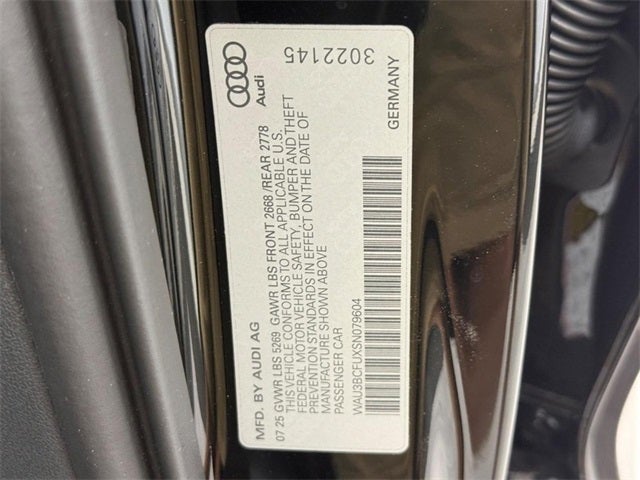 Audi
3022145
MFD. BY AUDI AG
07 25 GVWR LBS 5269 GAWR LBS FRONT 2668 /REAR 2778
THIS VEHICLE CONFORMS TO ALL APPLICABLE U.S.
FEDERAL MOTOR VEHICLE SAFETY, BUMPER AND THEFT
PREVENTION STANDARDS IN EFFECT ON THE DATE OF
MANUFACTURE SHOWN ABOVE
PASSENGER CAR
WAU3BCFUXSN079604
GERMANY